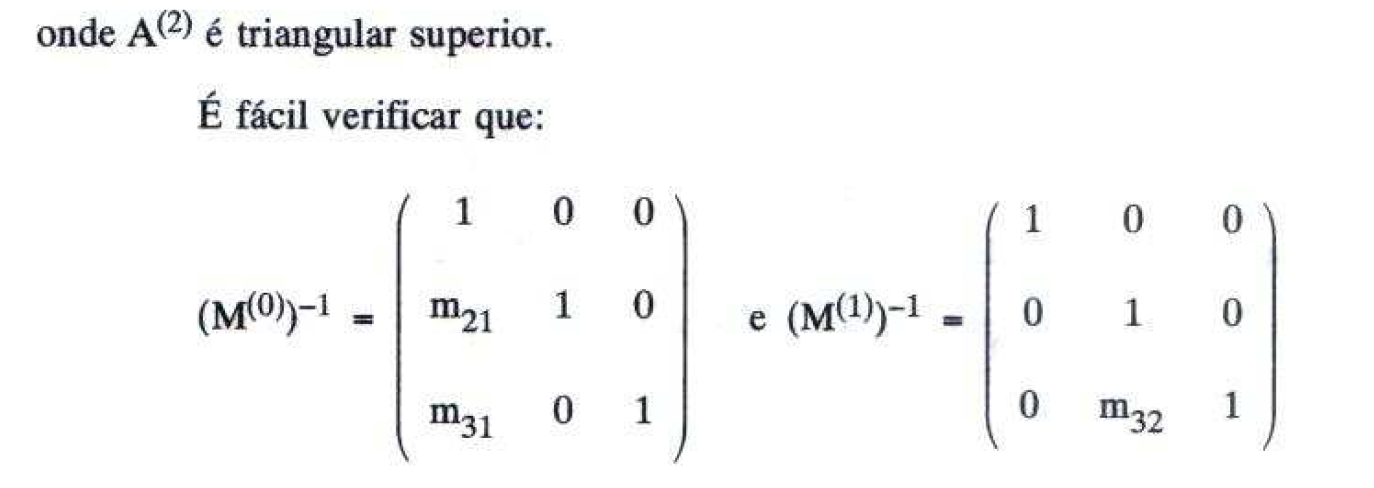 onde A⁽²⁾ é triangular superior.
É fácil verificar que:
1 0 0 1 0 0
(M⁽⁰⁾)⁻¹ = m₂₁ 1 0 e (M⁽¹⁾)⁻¹ = 0 1 0
m₃₁ 0 1 0 m₃₂ 1